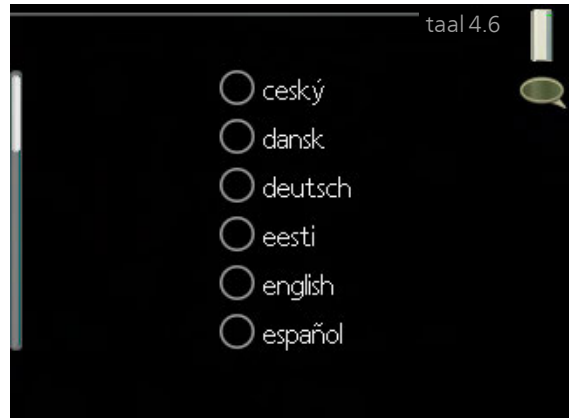 taal 4.6
ceský
dansk
deutsch
eesti
english
español